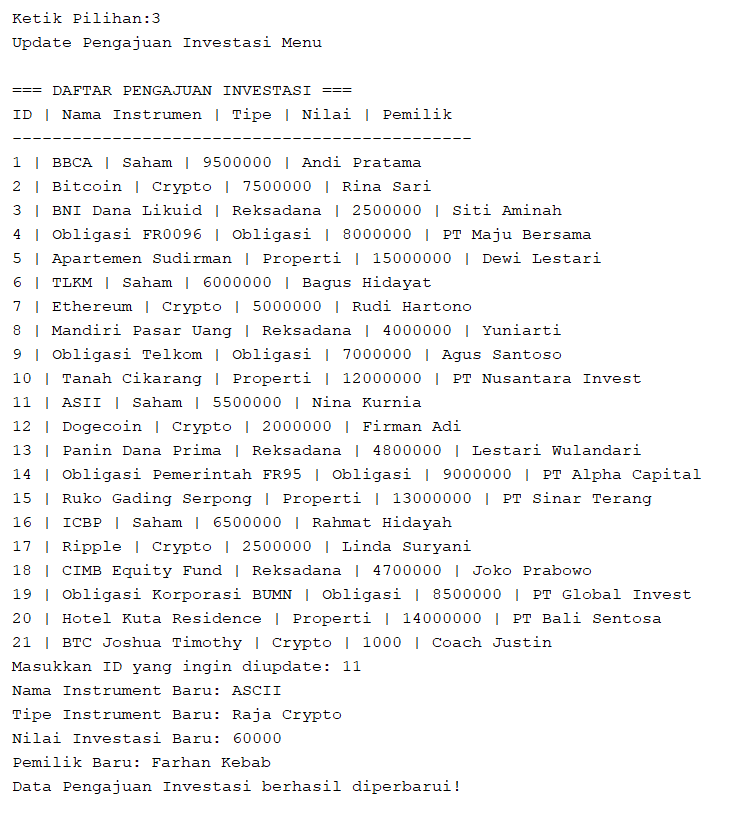 Ketik Pilihan:3
Update Pengajuan Investasi Menu
=== DAFTAR PENGAJUAN INVESTASI ===
ID | Nama Instrumen | Tipe | Nilai | Pemilik
----------------------------------------------
1 | BBCA | Saham | 9500000 | Andi Pratama
2 | Bitcoin | Crypto | 7500000 | Rina Sari
3 | BNI Dana Likuid | Reksadana | 2500000 | Siti Aminah
4 | Obligasi FR0096 | Obligasi | 8000000 | PT Maju Bersama
5 | Apartemen Sudirman | Properti | 15000000 | Dewi Lestari
6 | TLKM | Saham | 6000000 | Bagus Hidayat
7 | Ethereum | Crypto | 5000000 | Rudi Hartono
8 | Mandiri Pasar Uang | Reksadana | 4000000 | Yuniarti
9 | Obligasi Telkom | Obligasi | 7000000 | Agus Santoso
10 | Tanah Cikarang | Properti | 12000000 | PT Nusantara Invest
11 | ASII | Saham | 5500000 | Nina Kurnia
12 | Dogecoin | Crypto | 2000000 | Firman Adi
13 | Panin Dana Prima | Reksadana | 4800000 | Lestari Wulandari
14 | Obligasi Pemerintah FR95 | Obligasi | 9000000 | PT Alpha Capital
15 | Ruko Gading Serpong | Properti | 13000000 | PT Sinar Terang
16 | ICBP | Saham | 6500000 | Rahmat Hidayah
17 | Ripple | Crypto | 2500000 | Linda Suryani
18 | CIMB Equity Fund | Reksadana | 4700000 | Joko Prabowo
19 | Obligasi Korporasi BUMN | Obligasi | 8500000 | PT Global Invest
20 | Hotel Kuta Residence | Properti | 14000000 | PT Bali Sentosa
21 | BTC Joshua Timothy | Crypto | 1000 | Coach Justin
Masukkan ID yang ingin diupdate: 11
Nama Instrument Baru: ASCII
Tipe Instrument Baru: Raja Crypto
Nilai Investasi Baru: 60000
Pemilik Baru: Farhan Kebab
Data Pengajuan Investasi berhasil diperbarui!